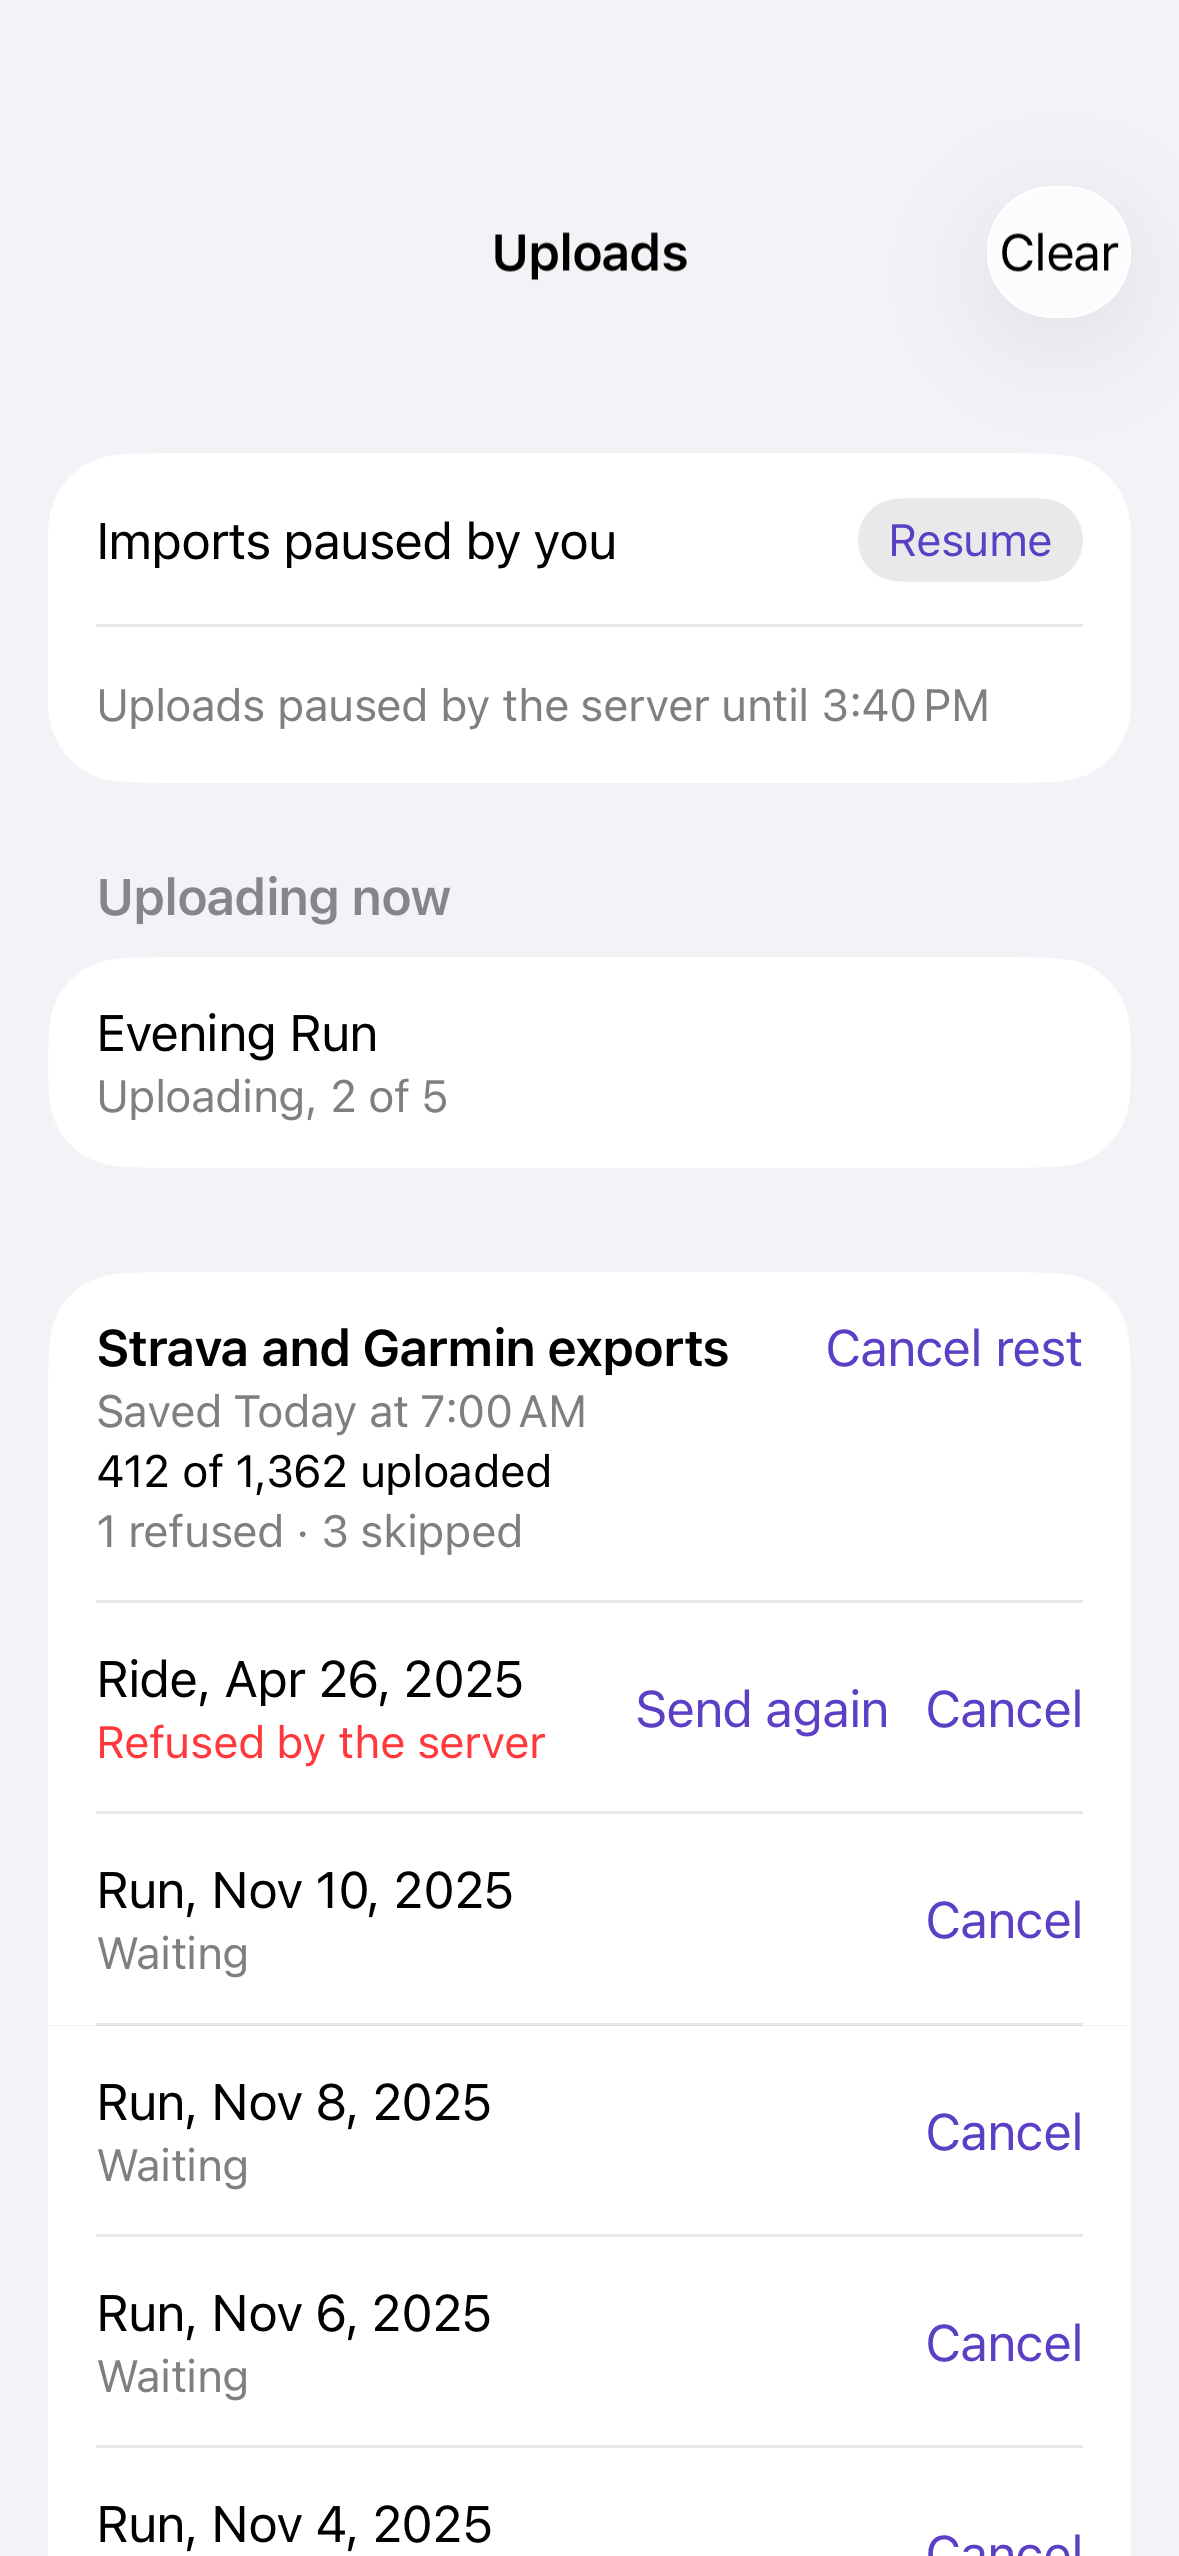 Uploads
Clear
Imports paused by you
Resume
Uploads paused by the server until 3:40 PM
Uploading now
Evening Run
Uploading, 2 of 5
Strava and Garmin exports
Cancel rest
Saved Today at 7:00 AM
412 of 1,362 uploaded
1 refused · 3 skipped
Ride, Apr 26, 2025
Refused by the server
Send again
Cancel
Run, Nov 10, 2025
Waiting
Cancel
Run, Nov 8, 2025
Waiting
Cancel
Run, Nov 6, 2025
Waiting
Cancel
Run, Nov 4, 2025
Cancel